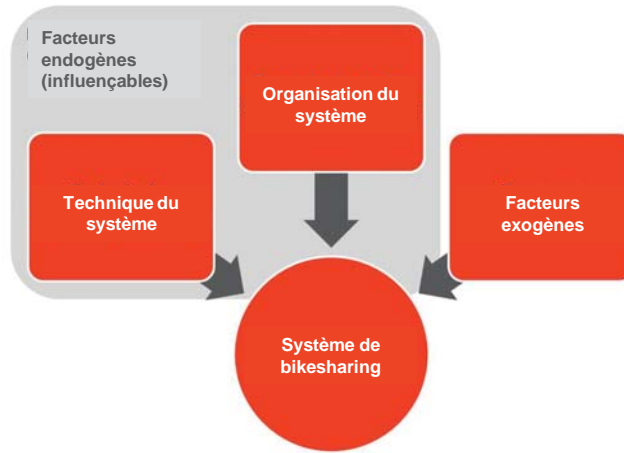 Facteurs
endogènes
(influençables)
Organisation du
système
Technique du
système
Facteurs
exogènes
Système de
bikesharing